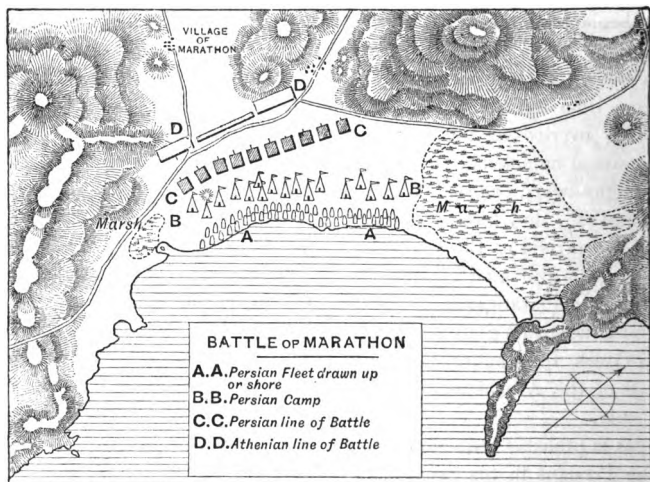 VILLAGE
OF
MARATHON
D
D
C
C
B
B
Marsh
Marsh
A
A
BATTLE OF MARATHON
A.A. Persian Fleet drawn up
or shore
B.B. Persian Camp
C.C. Persian line of Battle
D.D. Athenian line of Battle